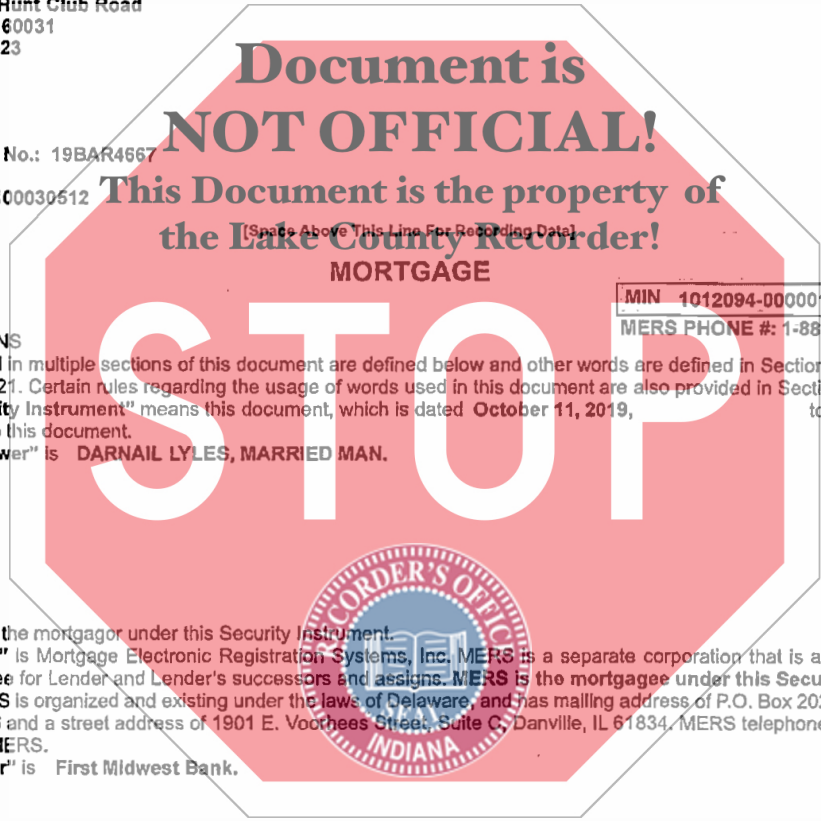 Hunt Club Road
60031
23
Document is
NOT OFFICIAL!
No.: 19BAR4667
00030512
This Document is the property of
the Lake County Recorder!
[Space Above This Line For Recording Data]
MORTGAGE
MIN 1012094-00000
MERS PHONE #: 1-88
STOP
NS
in multiple sections of this document are defined below and other words are defined in Section
21. Certain rules regarding the usage of words used in this document are also provided in Secti
ty Instrument" means this document, which is dated October 11, 2019, to
this document.
wer" is DARNAIL LYLES, MARRIED MAN.
RECORDER'S OFFIC
INDIANA
the mortgagor under this Security Instrument.
" is Mortgage Electronic Registration Systems, Inc. MERS is a separate corporation that is a
e for Lender and Lender's successors and assigns. MERS is the mortgagee under this Secu
S is organized and existing under the laws of Delaware, and has mailing address of P.O. Box 202
and a street address of 1901 E. Voorhees Street, Suite C, Danville, IL 61834. MERS telephone
MERS.
r" is First Midwest Bank.